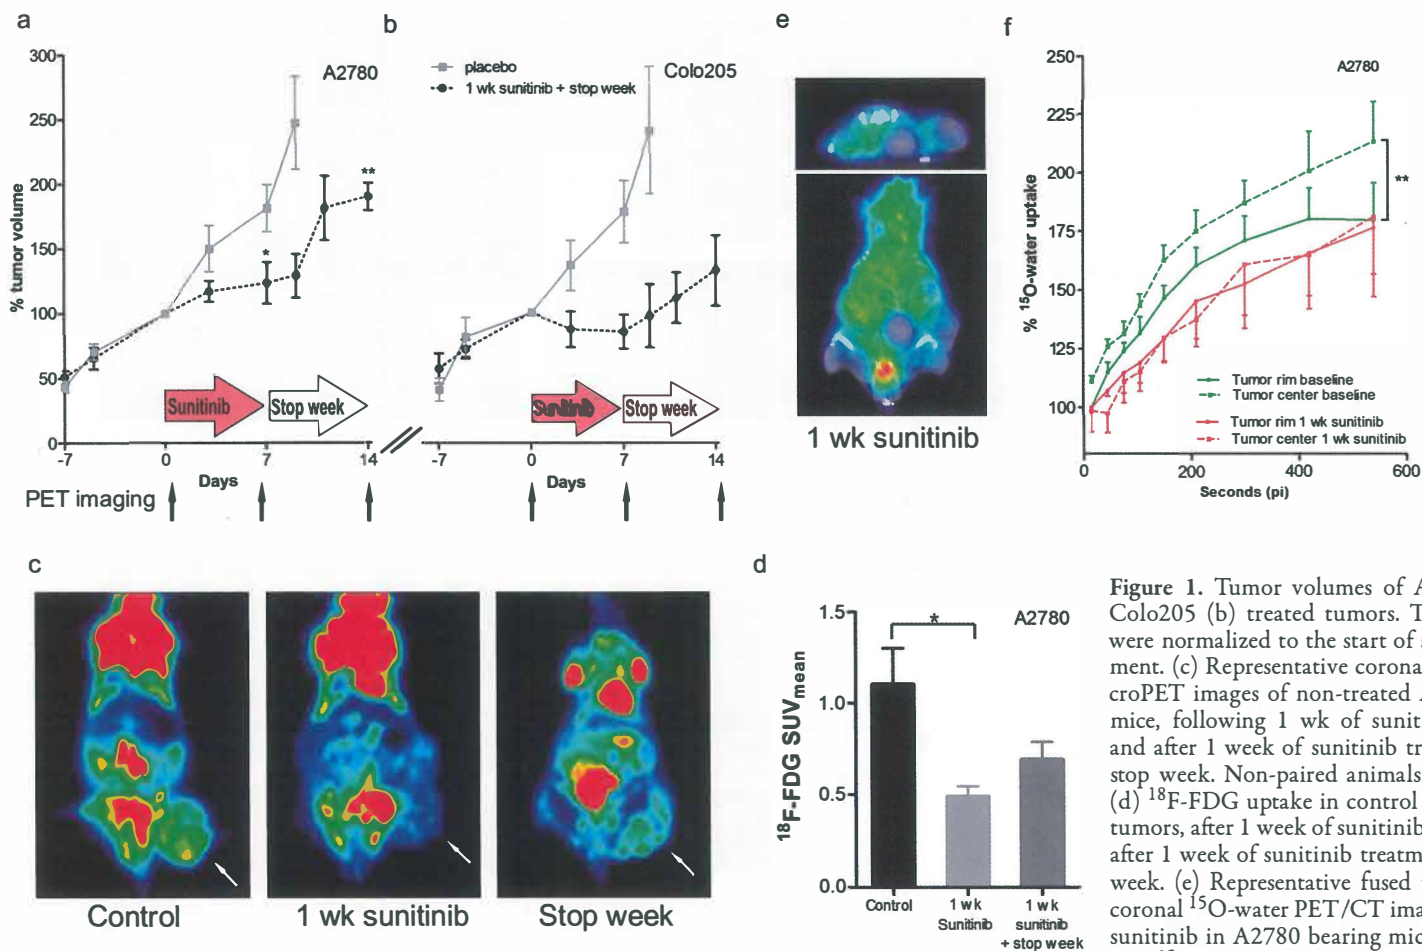 a
300
250
200
150
100
50
0
% tumor volume
A2780
*
**
Sunitinib
Stop week
-7
0
7
14
Days
PET imaging
b
placebo
1 wk sunitinib + stop week
Colo205
Sunitinib
Stop week
-7
0
7
14
Days
e
1 wk sunitinib
f
250
225
200
175
150
125
100
% ¹⁵O-water uptake
A2780
**
Tumor rim baseline
Tumor center baseline
Tumor rim 1 wk sunitinib
Tumor center 1 wk sunitinib
0
200
400
600
Seconds (pi)
c
Control
1 wk sunitinib
Stop week
d
1.5
1.0
0.5
0.0
¹⁸F-FDG SUVmean
*
A2780
Control
1 wk
Sunitinib
1 wk
sunitinib
+ stop week
Figure 1. Tumor volumes of A
Colo205 (b) treated tumors. T
were normalized to the start of s
ment. (c) Representative corona
croPET images of non-treated A
mice, following 1 wk of sunit
and after 1 week of sunitinib tr
stop week. Non-paired animals
(d) ¹⁸F-FDG uptake in control
tumors, after 1 week of sunitinib
after 1 week of sunitinib treatm
week. (e) Representative fused
coronal ¹⁵O-water PET/CT ima
sunitinib in A2780 bearing mic